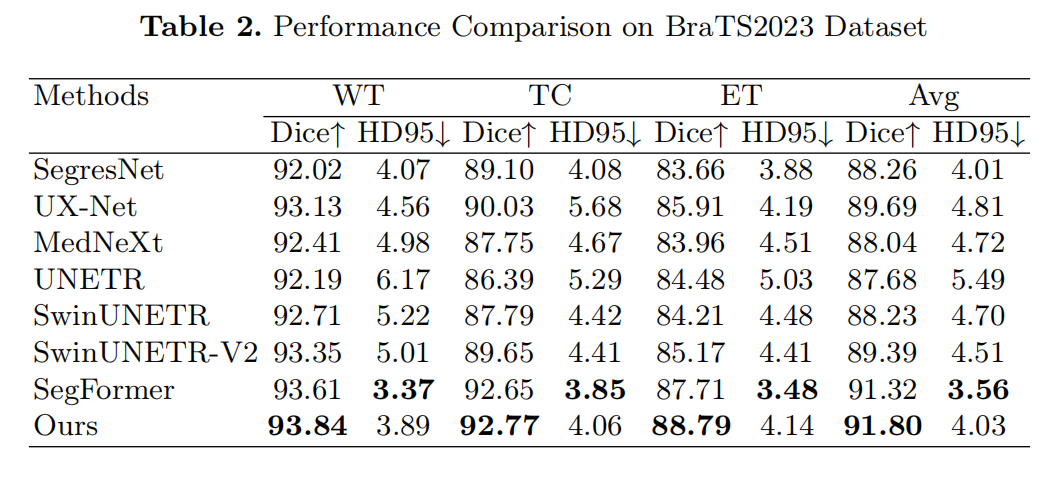 Table 2. Performance Comparison on BraTS2023 Dataset
Methods WT TC ET Avg
Dice↑ HD95↓ Dice↑ HD95↓ Dice↑ HD95↓ Dice↑ HD95↓
SegresNet 92.02 4.07 89.10 4.08 83.66 3.88 88.26 4.01
UX-Net 93.13 4.56 90.03 5.68 85.91 4.19 89.69 4.81
MedNeXt 92.41 4.98 87.75 4.67 83.96 4.51 88.04 4.72
UNETR 92.19 6.17 86.39 5.29 84.48 5.03 87.68 5.49
SwinUNETR 92.71 5.22 87.79 4.42 84.21 4.48 88.23 4.70
SwinUNETR-V2 93.35 5.01 89.65 4.41 85.17 4.41 89.39 4.51
SegFormer 93.61 3.37 92.65 3.85 87.71 3.48 91.32 3.56
Ours 93.84 3.89 92.77 4.06 88.79 4.14 91.80 4.03